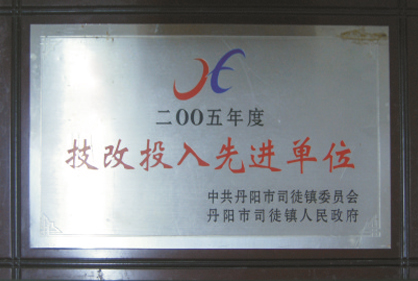 二00五年度
技改投入先进单位
中共丹阳市司徒镇委员会
丹阳市司徒镇人民政府